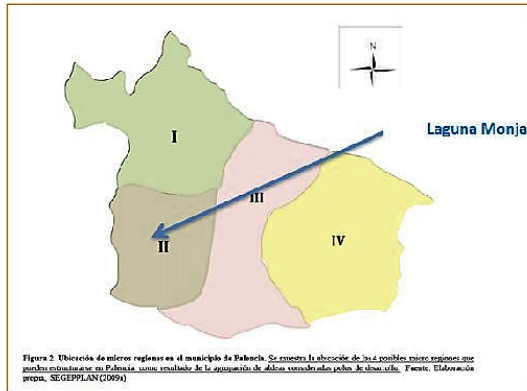 N
Laguna Monja
I
III
II
IV
Figura 2. Ubicación de micros regiones en el municipio de Palencia. Se muestra la ubicación de las 4 posibles micro regiones que
pueden estructurarse en Palencia, como resultado de la agrupación de aldeas consideradas polos de desarrollo. Fuente: Elaboración
propia, SEGEPPLAN (2009a)